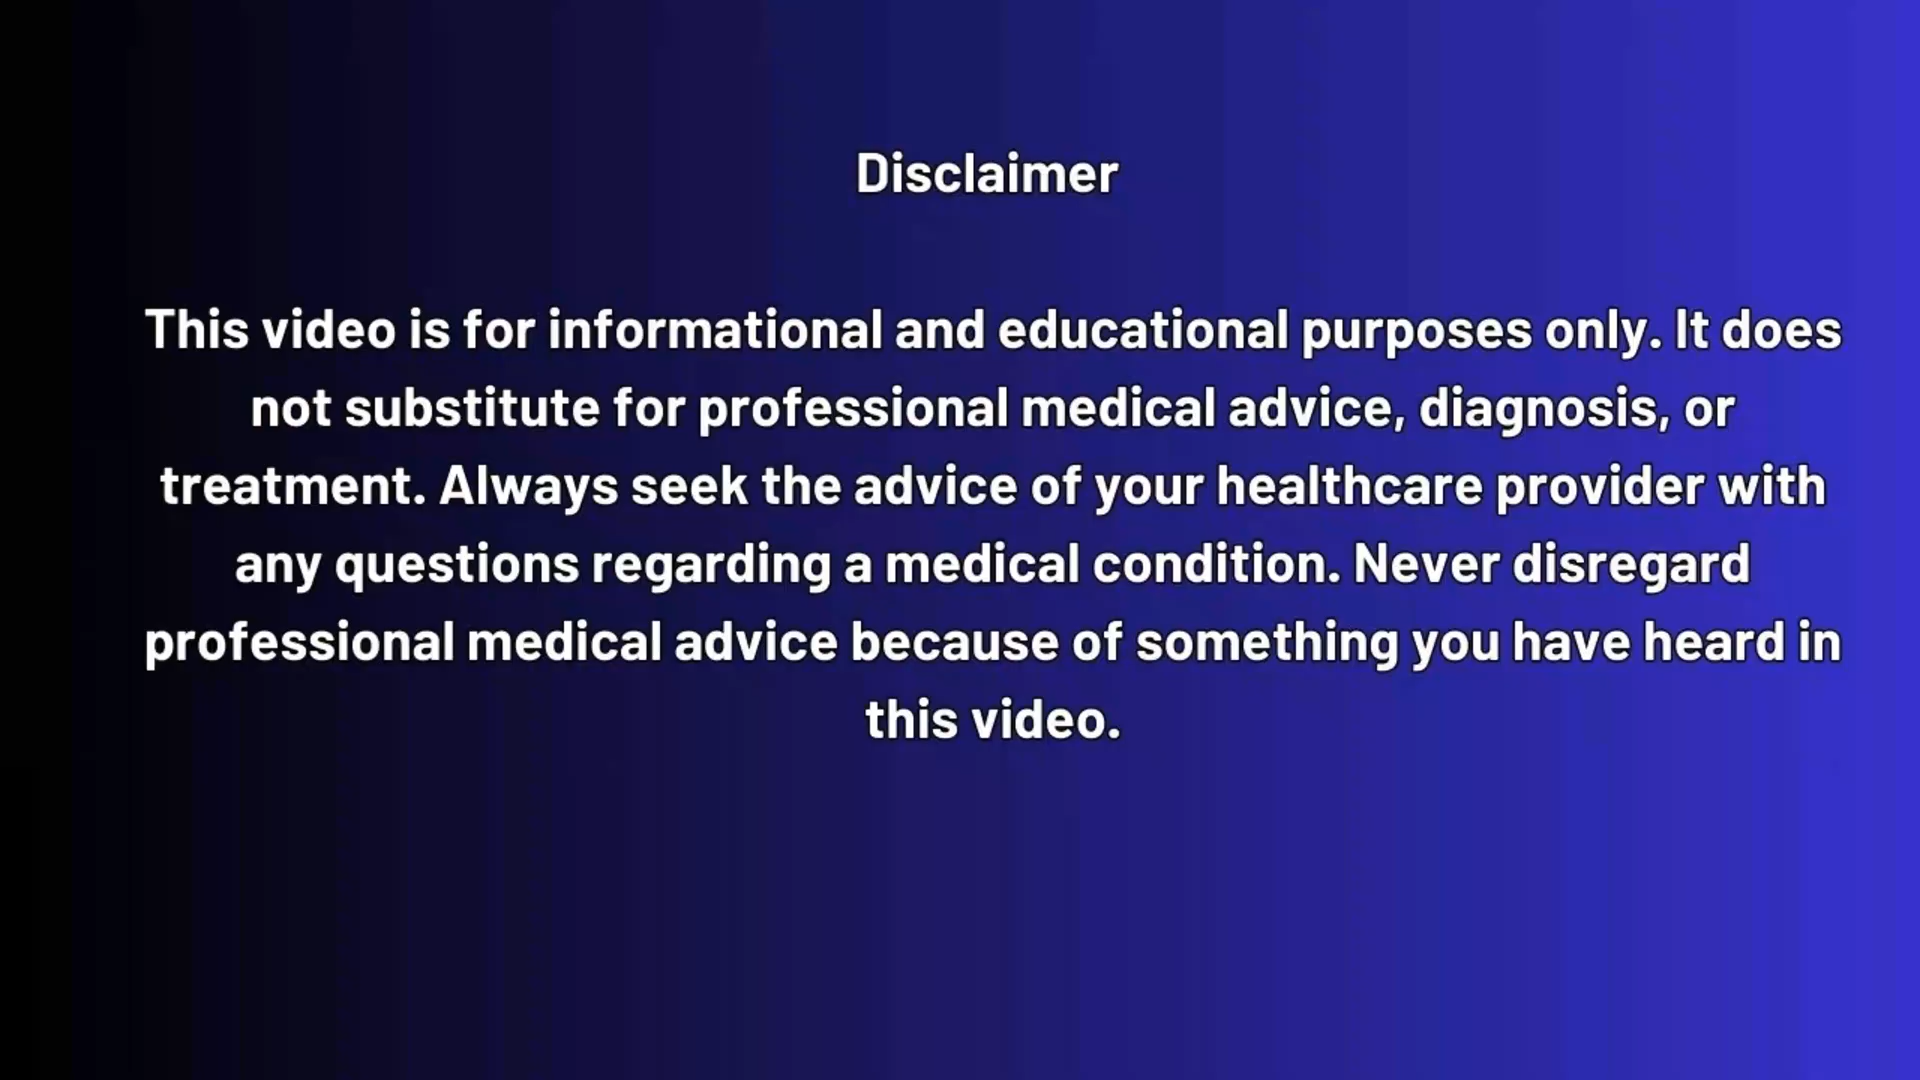 Disclaimer
This video is for informational and educational purposes only. It does
not substitute for professional medical advice, diagnosis, or
treatment. Always seek the advice of your healthcare provider with
any questions regarding a medical condition. Never disregard
professional medical advice because of something you have heard in
this video.